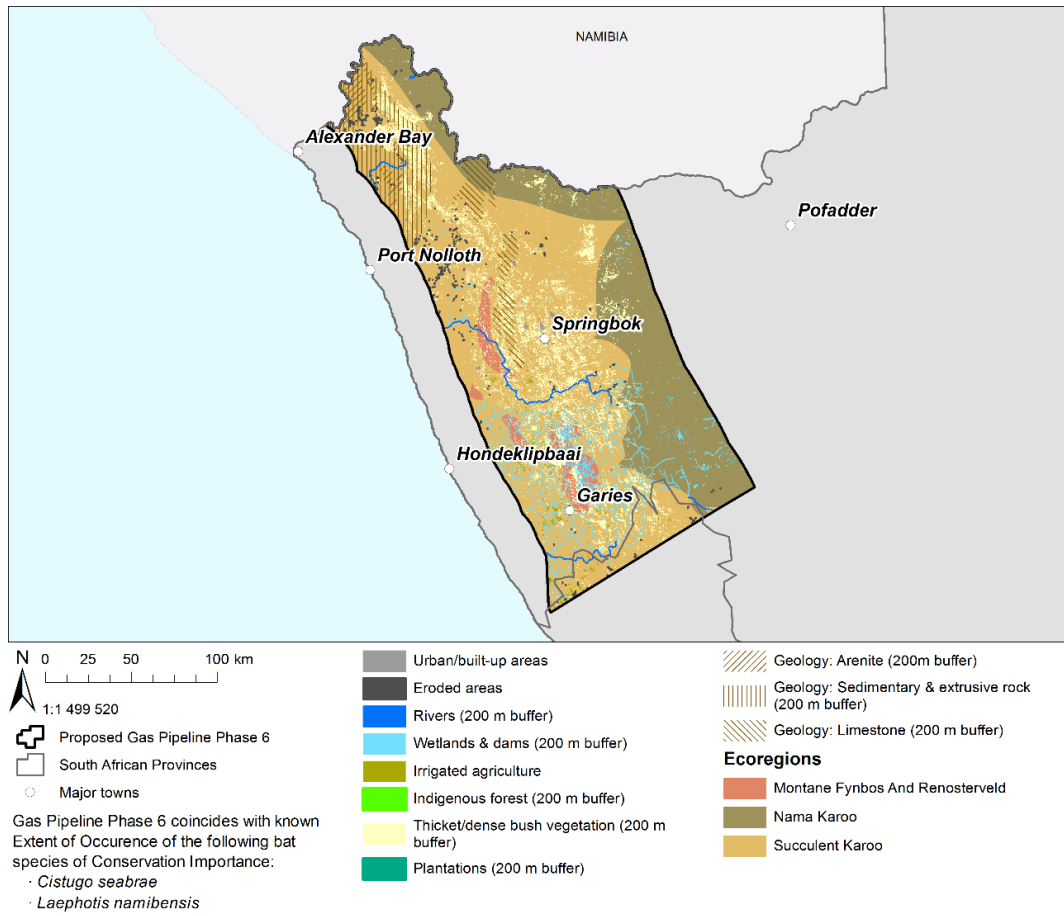 NAMIBIA
Alexander Bay
Pofadder
Port Nolloth
Springbok
Hondeklipbaai
Garies
N
0 25 50 100 km
1:1 499 520
Proposed Gas Pipeline Phase 6
South African Provinces
Major towns
Gas Pipeline Phase 6 coincides with known
Extent of Occurence of the following bat
species of Conservation Importance:
· Cistugo seabrae
· Laephotis namibensis
Urban/built-up areas
Eroded areas
Rivers (200 m buffer)
Wetlands & dams (200 m buffer)
Irrigated agriculture
Indigenous forest (200 m buffer)
Thicket/dense bush vegetation (200 m
buffer)
Plantations (200 m buffer)
Geology: Arenite (200m buffer)
Geology: Sedimentary & extrusive rock
(200 m buffer)
Geology: Limestone (200 m buffer)
Ecoregions
Montane Fynbos And Renosterveld
Nama Karoo
Succulent Karoo